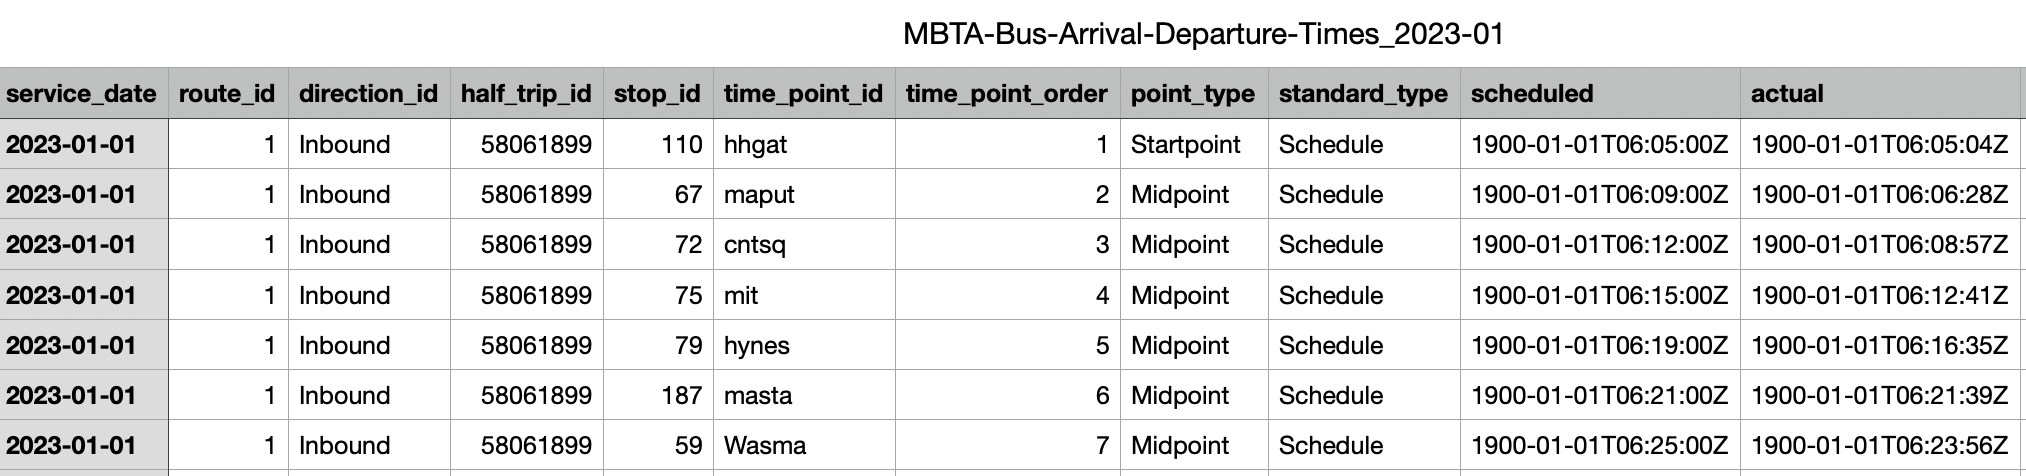 MBTA-Bus-Arrival-Departure-Times_2023-01
service_date route_id direction_id half_trip_id stop_id time_point_id time_point_order point_type standard_type scheduled actual
2023-01-01 1 Inbound 58061899 110 hhgat 1 Startpoint Schedule 1900-01-01T06:05:00Z 1900-01-01T06:05:04Z
2023-01-01 1 Inbound 58061899 67 maput 2 Midpoint Schedule 1900-01-01T06:09:00Z 1900-01-01T06:06:28Z
2023-01-01 1 Inbound 58061899 72 cntsq 3 Midpoint Schedule 1900-01-01T06:12:00Z 1900-01-01T06:08:57Z
2023-01-01 1 Inbound 58061899 75 mit 4 Midpoint Schedule 1900-01-01T06:15:00Z 1900-01-01T06:12:41Z
2023-01-01 1 Inbound 58061899 79 hynes 5 Midpoint Schedule 1900-01-01T06:19:00Z 1900-01-01T06:16:35Z
2023-01-01 1 Inbound 58061899 187 masta 6 Midpoint Schedule 1900-01-01T06:21:00Z 1900-01-01T06:21:39Z
2023-01-01 1 Inbound 58061899 59 Wasma 7 Midpoint Schedule 1900-01-01T06:25:00Z 1900-01-01T06:23:56Z